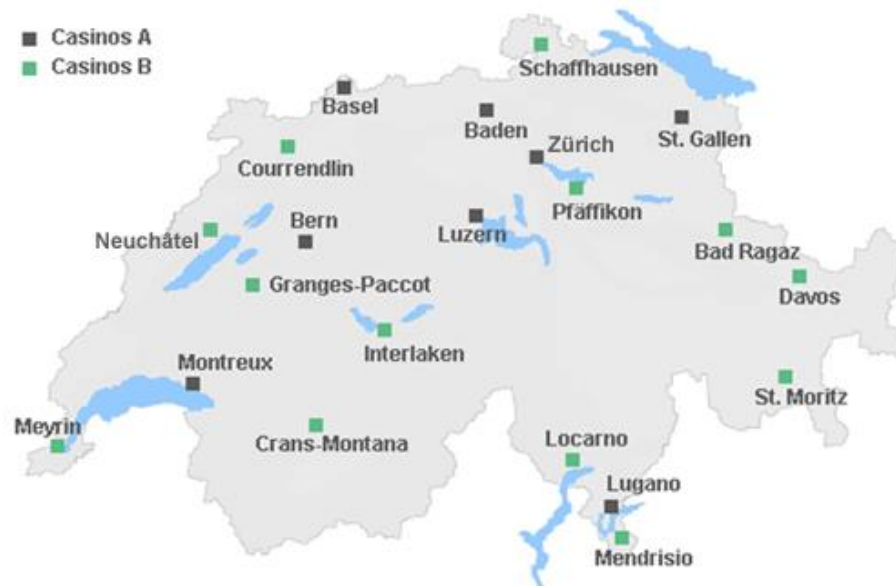 Casinos A
Casinos B
Schaffhausen
Basel
Baden
St. Gallen
Zürich
Courrendlin
Pfäffikon
Bern
Luzern
Neuchâtel
Bad Ragaz
Granges-Paccot
Davos
Interlaken
Montreux
St. Moritz
Meyrin
Crans-Montana
Locarno
Lugano
Mendrisio